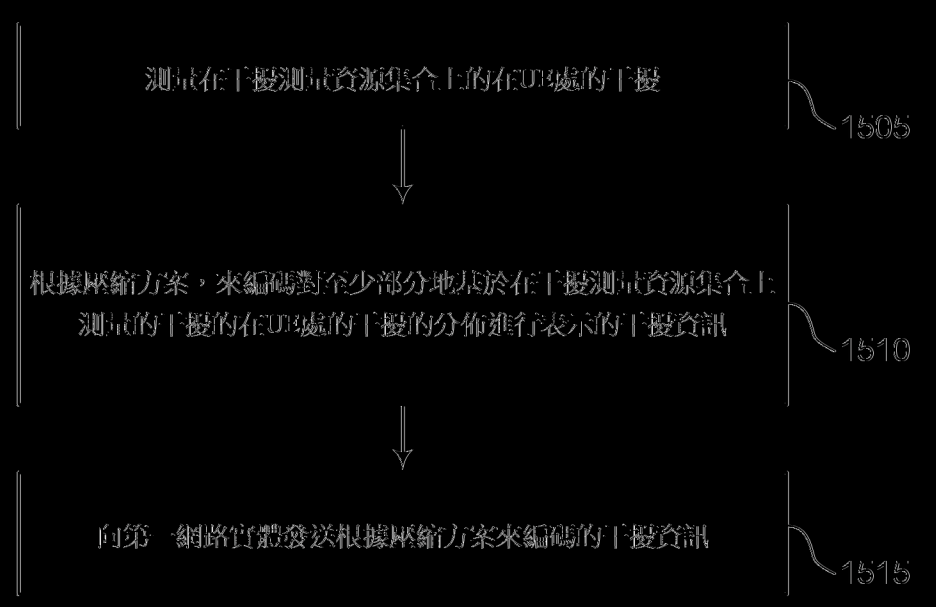 測量在干擾測量資源集合上的在UE處的干擾
1505
根據壓縮方案，來編碼對至少部分地基於在干擾測量資源集合上
測量的干擾的在UE處的干擾的分佈進行表示的干擾資訊
1510
向第一網路實體發送根據壓縮方案來編碼的干擾資訊
1515